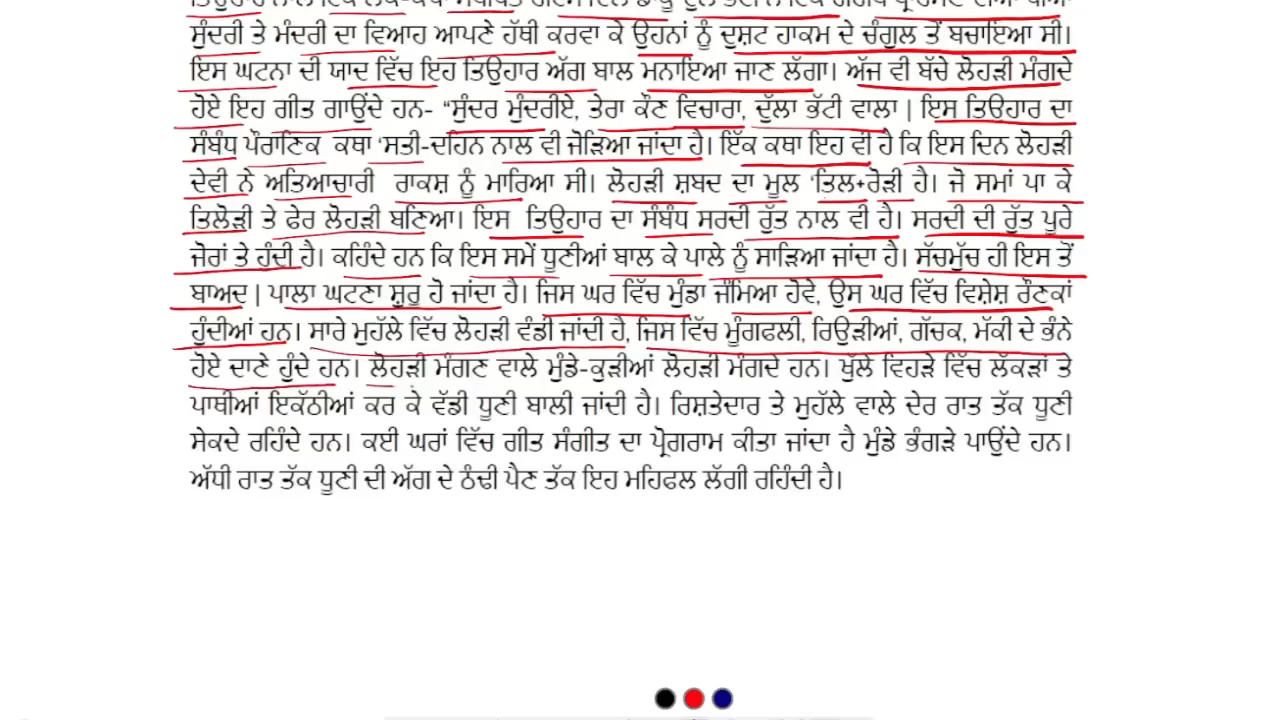 ਸੁੰਦਰੀ ਤੇ ਮੰਦਰੀ ਦਾ ਵਿਆਹ ਆਪਣੇ ਹੱਥੀ ਕਰਵਾ ਕੇ ਉਹਨਾਂ ਨੂੰ ਦੁਸ਼ਟ ਹਾਕਮ ਦੇ ਚੰਗੁਲ ਤੋਂ ਬਚਾਇਆ ਸੀ।
ਇਸ ਘਟਨਾ ਦੀ ਯਾਦ ਵਿੱਚ ਇਹ ਤਿਉਹਾਰ ਅੱਗ ਬਾਲ ਮਨਾਇਆ ਜਾਣ ਲੱਗਾ। ਅੱਜ ਵੀ ਬੱਚੇ ਲੋਹੜੀ ਮੰਗਦੇ
ਹੋਏ ਇਹ ਗੀਤ ਗਾਉਂਦੇ ਹਨ- “ਸੁੰਦਰ ਮੁੰਦਰੀਏ, ਤੇਰਾ ਕੌਣ ਵਿਚਾਰਾ, ਦੁੱਲਾ ਭੱਟੀ ਵਾਲਾ | ਇਸ ਤਿਓਹਾਰ ਦਾ
ਸੰਬੰਧ ਪੌਰਾਣਿਕ ਕਥਾ ‘ਸਤੀ-ਦਹਿਨ ਨਾਲ ਵੀ ਜੋੜਿਆ ਜਾਂਦਾ ਹੈ। ਇੱਕ ਕਥਾ ਇਹ ਵੀ ਹੈ ਕਿ ਇਸ ਦਿਨ ਲੋਹੜੀ
ਦੇਵੀ ਨੇ ਅਤਿਆਚਾਰੀ ਰਾਕਸ਼ ਨੂੰ ਮਾਰਿਆ ਸੀ। ਲੋਹੜੀ ਸ਼ਬਦ ਦਾ ਮੂਲ ‘ਤਿਲ+ਰੋੜੀ ਹੈ। ਜੋ ਸਮਾਂ ਪਾ ਕੇ
ਤਿਲੋੜੀ ਤੇ ਫੇਰ ਲੋਹੜੀ ਬਣਿਆ। ਇਸ ਤਿਉਹਾਰ ਦਾ ਸੰਬੰਧ ਸਰਦੀ ਰੁੱਤ ਨਾਲ ਵੀ ਹੈ। ਸਰਦੀ ਦੀ ਰੁੱਤ ਪੂਰੇ
ਜੋਰਾਂ ਤੇ ਹੁੰਦੀ ਹੈ। ਕਹਿੰਦੇ ਹਨ ਕਿ ਇਸ ਸਮੇਂ ਧੂਣੀਆਂ ਬਾਲ ਕੇ ਪਾਲੇ ਨੂੰ ਸਾੜਿਆ ਜਾਂਦਾ ਹੈ। ਸੱਚਮੁੱਚ ਹੀ ਇਸ ਤੋਂ
ਬਾਅਦ | ਪਾਲਾ ਘਟਣਾ ਸ਼ੁਰੂ ਹੋ ਜਾਂਦਾ ਹੈ। ਜਿਸ ਘਰ ਵਿੱਚ ਮੁੰਡਾ ਜੰਮਿਆ ਹੋਵੇ, ਉਸ ਘਰ ਵਿੱਚ ਵਿਸ਼ੇਸ਼ ਰੌਣਕਾਂ
ਹੁੰਦੀਆਂ ਹਨ। ਸਾਰੇ ਮੁਹੱਲੇ ਵਿੱਚ ਲੋਹੜੀ ਵੰਡੀ ਜਾਂਦੀ ਹੈ, ਜਿਸ ਵਿੱਚ ਮੂੰਗਫਲੀ, ਰਿਉੜੀਆਂ, ਗੱਚਕ, ਮੱਕੀ ਦੇ ਭੰਨੇ
ਹੋਏ ਦਾਣੇ ਹੁੰਦੇ ਹਨ। ਲੋਹੜੀ ਮੰਗਣ ਵਾਲੇ ਮੁੰਡੇ-ਕੁੜੀਆਂ ਲੋਹੜੀ ਮੰਗਦੇ ਹਨ। ਖੁੱਲੇ ਵਿਹੜੇ ਵਿੱਚ ਲੱਕੜਾਂ ਤੇ
ਪਾਥੀਆਂ ਇਕੱਠੀਆਂ ਕਰ ਕੇ ਵੱਡੀ ਧੂਣੀ ਬਾਲੀ ਜਾਂਦੀ ਹੈ। ਰਿਸ਼ਤੇਦਾਰ ਤੇ ਮੁਹੱਲੇ ਵਾਲੇ ਦੇਰ ਰਾਤ ਤੱਕ ਧੂਣੀ
ਸੇਕਦੇ ਰਹਿੰਦੇ ਹਨ। ਕਈ ਘਰਾਂ ਵਿੱਚ ਗੀਤ ਸੰਗੀਤ ਦਾ ਪ੍ਰੋਗਰਾਮ ਕੀਤਾ ਜਾਂਦਾ ਹੈ ਮੁੰਡੇ ਭੰਗੜੇ ਪਾਉਂਦੇ ਹਨ।
ਅੱਧੀ ਰਾਤ ਤੱਕ ਧੂਣੀ ਦੀ ਅੱਗ ਦੇ ਠੰਢੀ ਪੈਣ ਤੱਕ ਇਹ ਮਹਿਫਲ ਲੱਗੀ ਰਹਿੰਦੀ ਹੈ।